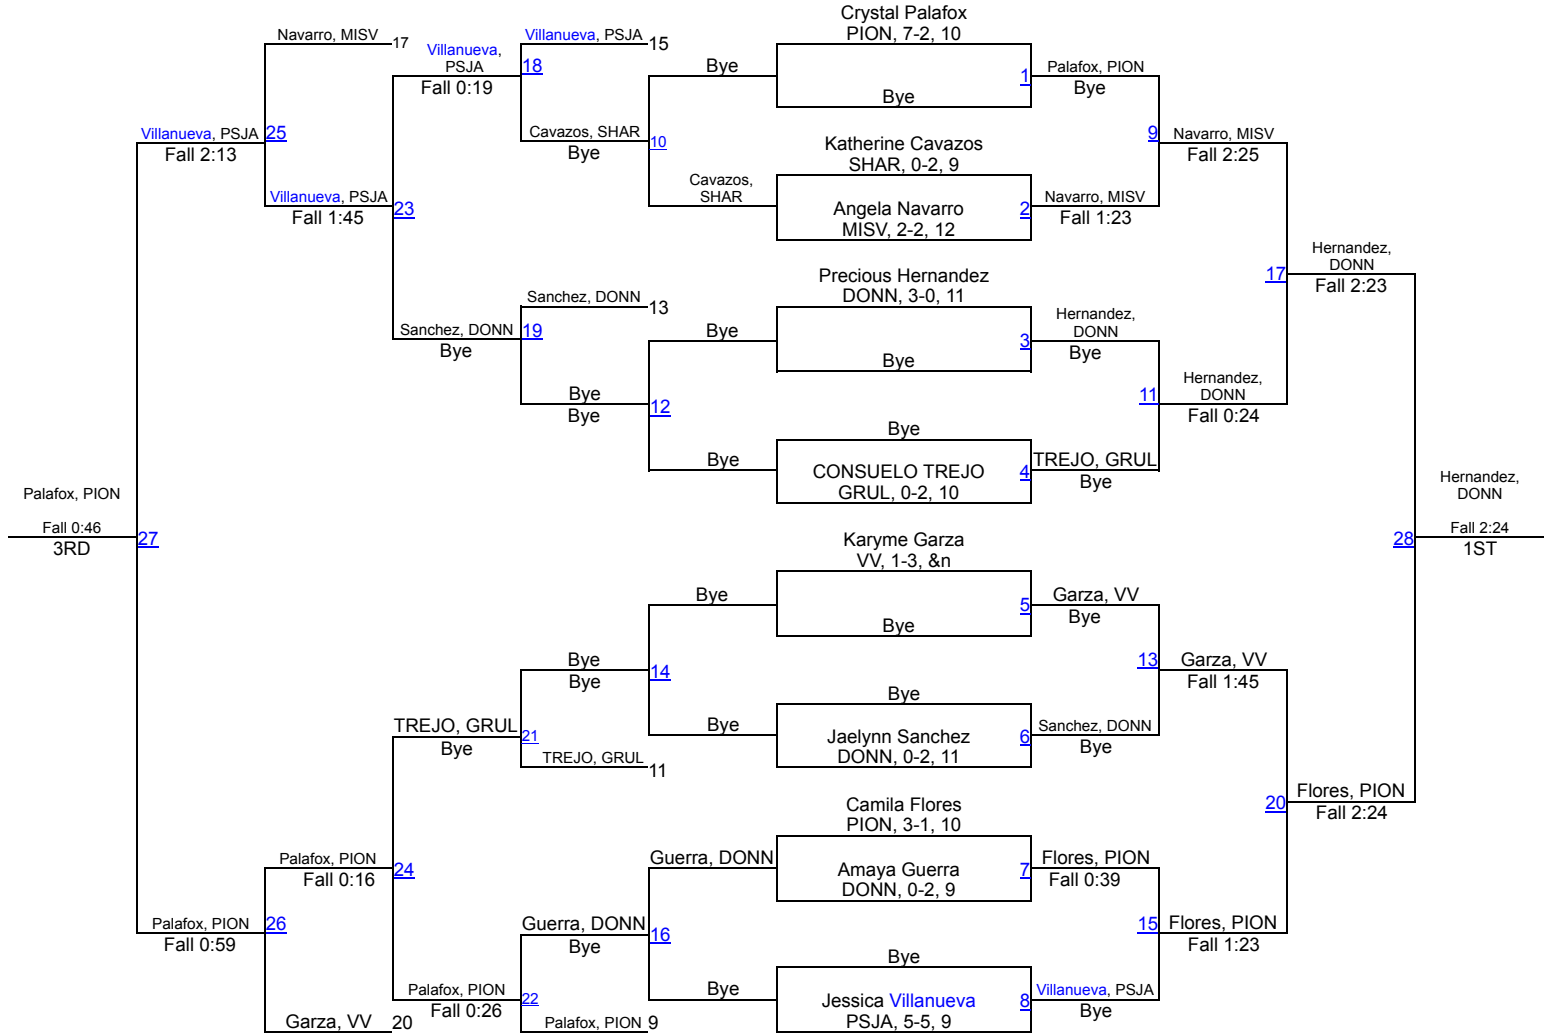 Navarro, MISV
17
Villanueva,
PSJA
Fall 0:19
Villanueva, PSJA
15
18
Bye
Crystal Palafox
PION, 7-2, 10
Bye
1
Palafox, PION
Bye
Villanueva, PSJA
Fall 2:13
25
Cavazos, SHAR
Bye
10
Katherine Cavazos
SHAR, 0-2, 9
9
Navarro, MISV
Fall 2:25
Villanueva, PSJA
Fall 1:45
23
Cavazos,
SHAR
Angela Navarro
MISV, 2-2, 12
2
Navarro, MISV
Fall 1:23
Hernandez,
DONN
Fall 2:23
17
Sanchez, DONN
13
Precious Hernandez
DONN, 3-0, 11
Sanchez, DONN
Bye
19
Bye
Bye
3
Hernandez,
DONN
Bye
Bye
Bye
12
11
Hernandez,
DONN
Fall 0:24
Bye
Bye
CONSUELO TREJO
GRUL, 0-2, 10
4
TREJO, GRUL
Bye
Palafox, PION
Fall 0:46
3RD
27
Hernandez,
DONN
Fall 2:24
1ST
28
Karyme Garza
VV, 1-3, &n
Bye
Bye
5
Garza, VV
Bye
Bye
Bye
14
13
Garza, VV
Fall 1:45
TREJO, GRUL
Bye
21
TREJO, GRUL
11
Bye
Bye
Jaelynn Sanchez
DONN, 0-2, 11
6
Sanchez, DONN
Bye
20
Flores, PION
Fall 2:24
Camila Flores
PION, 3-1, 10
Palafox, PION
Fall 0:16
24
Guerra, DONN
Amaya Guerra
DONN, 0-2, 9
7
Flores, PION
Fall 0:39
Palafox, PION
Fall 0:59
26
Guerra, DONN
Bye
16
15
Flores, PION
Fall 1:23
Bye
Palafox, PION
Fall 0:26
22
Bye
Jessica Villanueva
PSJA, 5-5, 9
8
Villanueva, PSJA
Bye
Garza, VV
20
Palafox, PION
9